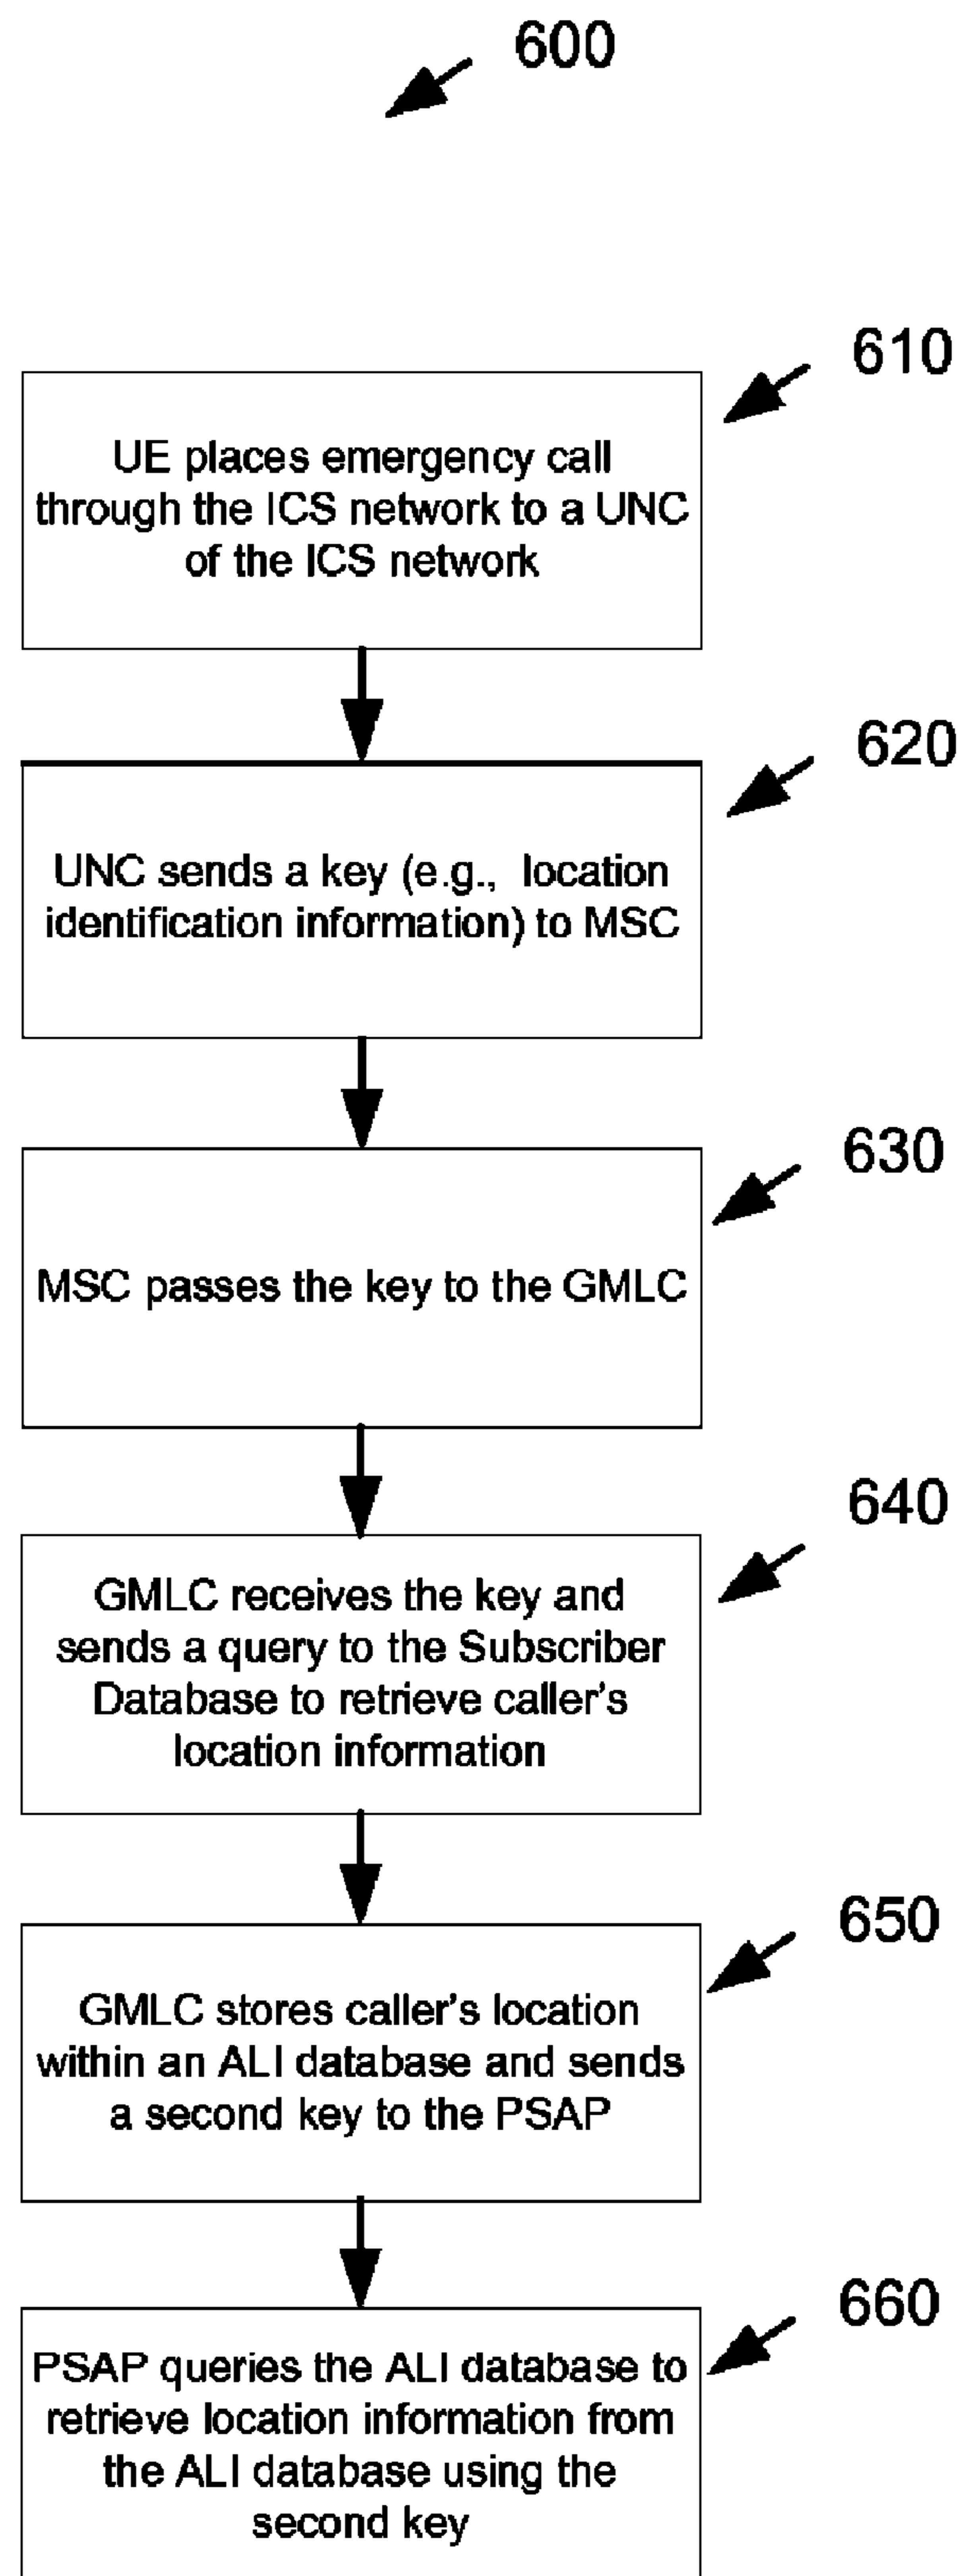 600
610
UE places emergency call
through the ICS network to a UNC
of the ICS network
620
UNC sends a key (e.g., location
identification information) to MSC
630
MSC passes the key to the GMLC
640
GMLC receives the key and
sends a query to the Subscriber
Database to retrieve caller's
location information
650
GMLC stores caller's location
within an ALI database and sends
a second key to the PSAP
660
PSAP queries the ALI database to
retrieve location information from
the ALI database using the
second key